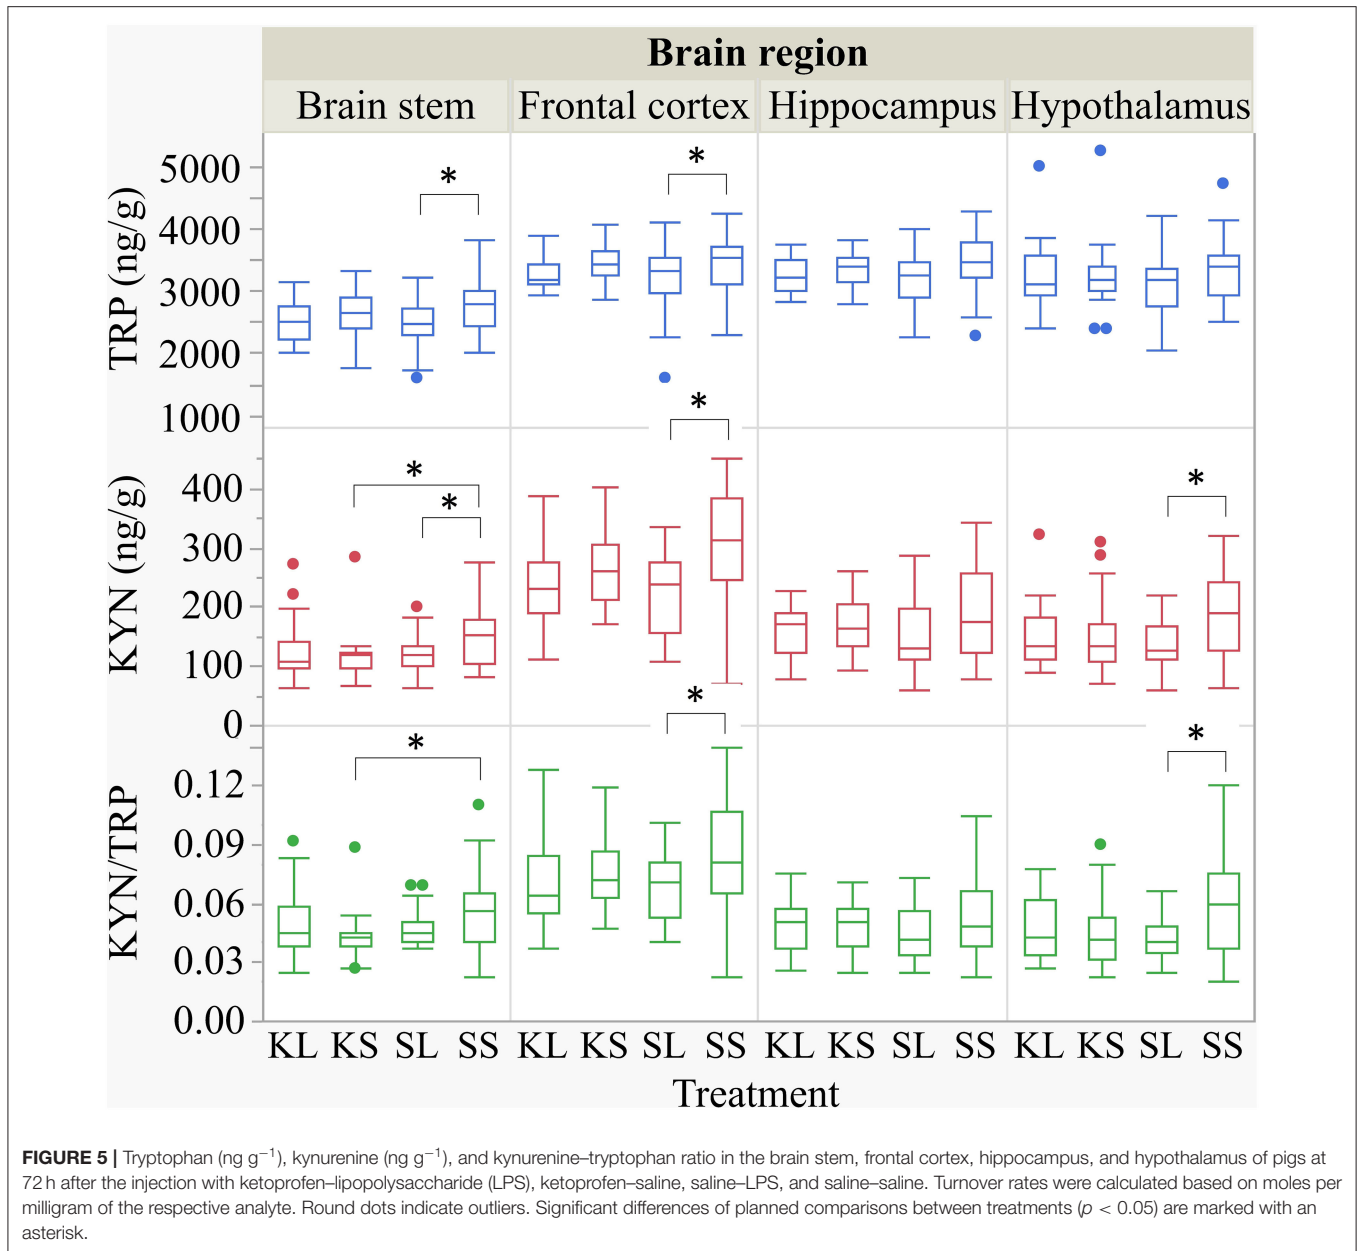 Brain region
Brain stem Frontal cortex Hippocampus Hypothalamus
TRP (ng/g)
5000
4000
3000
2000
1000
* *
KYN (ng/g)
400
300
200
100
0
* * * *
KYN/TRP
0.12
0.09
0.06
0.03
0.00
* * *
KL KS SL SS KL KS SL SS KL KS SL SS KL KS SL SS
Treatment
FIGURE 5 | Tryptophan (ng g⁻¹), kynurenine (ng g⁻¹), and kynurenine–tryptophan ratio in the brain stem, frontal cortex, hippocampus, and hypothalamus of pigs at
72 h after the injection with ketoprofen–lipopolysaccharide (LPS), ketoprofen–saline, saline–LPS, and saline–saline. Turnover rates were calculated based on moles per
milligram of the respective analyte. Round dots indicate outliers. Significant differences of planned comparisons between treatments (p < 0.05) are marked with an
asterisk.